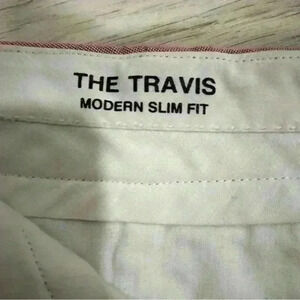 THE TRAVIS
MODERN SLIM FIT